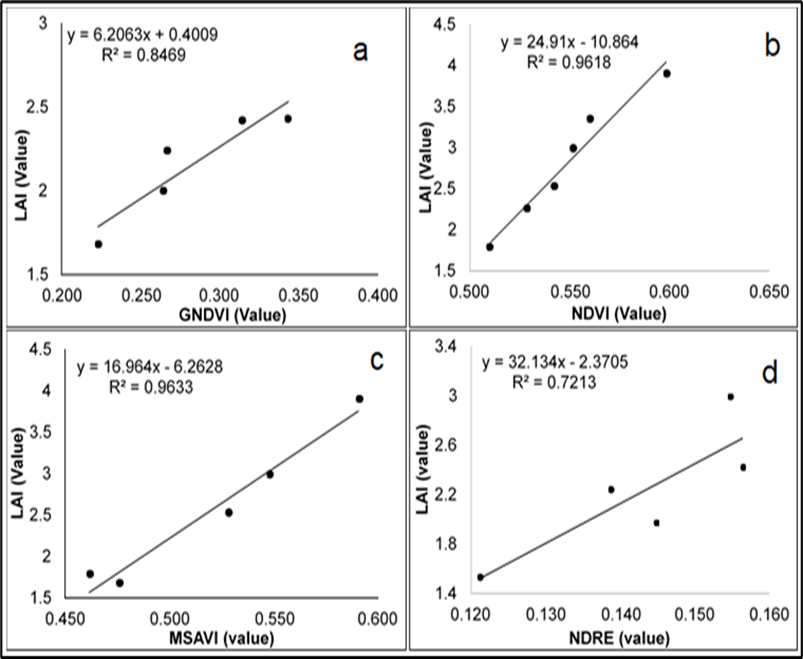 3
y = 6.2063x + 0.4009
R² = 0.8469
a
2.5
LAI (Value)
2
1.5
0.200 0.250 0.300 0.350 0.400
GNDVI (Value)
4.5
y = 24.91x - 10.864
R² = 0.9618
b
4
3.5
LAI (Value)
3
2.5
2
1.5
0.500 0.550 0.600 0.650
NDVI (Value)
4.5
y = 16.964x - 6.2628
R² = 0.9633
c
4
3.5
LAI (Value)
3
2.5
2
1.5
0.450 0.500 0.550 0.600
MSAVI (value)
3.4
y = 32.134x - 2.3705
R² = 0.7213
d
3
LAI (value)
2.6
2.2
1.8
1.4
0.120 0.130 0.140 0.150 0.160
NDRE (value)